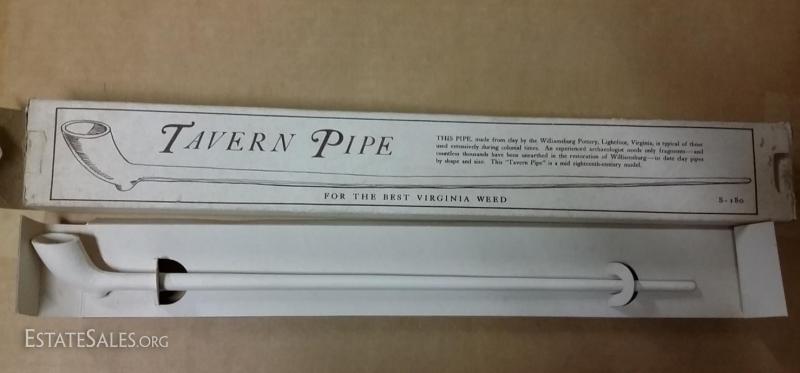 TAVERN PIPE
THIS PIPE, made from clay by the Williamsburg Pottery, Lightfoot, Virginia, is typical of those
used extensively during colonial times. An experienced archaeologist needs only fragments—and
countless thousands have been unearthed in the restoration of Williamsburg—to date clay pipes
by shape and size. This "Tavern Pipe" is a mid eighteenth-century model.
FOR THE BEST VIRGINIA WEED
S-180
ESTATESALES.ORG